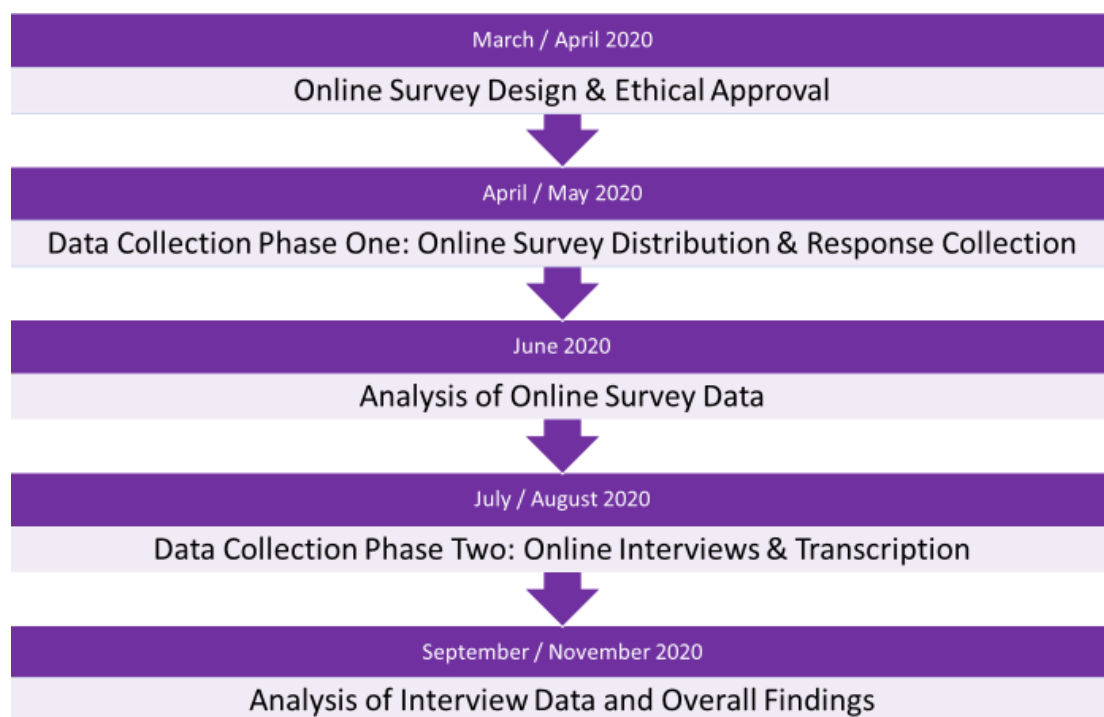 March / April 2020
Online Survey Design & Ethical Approval
April / May 2020
Data Collection Phase One: Online Survey Distribution & Response Collection
June 2020
Analysis of Online Survey Data
July / August 2020
Data Collection Phase Two: Online Interviews & Transcription
September / November 2020
Analysis of Interview Data and Overall Findings